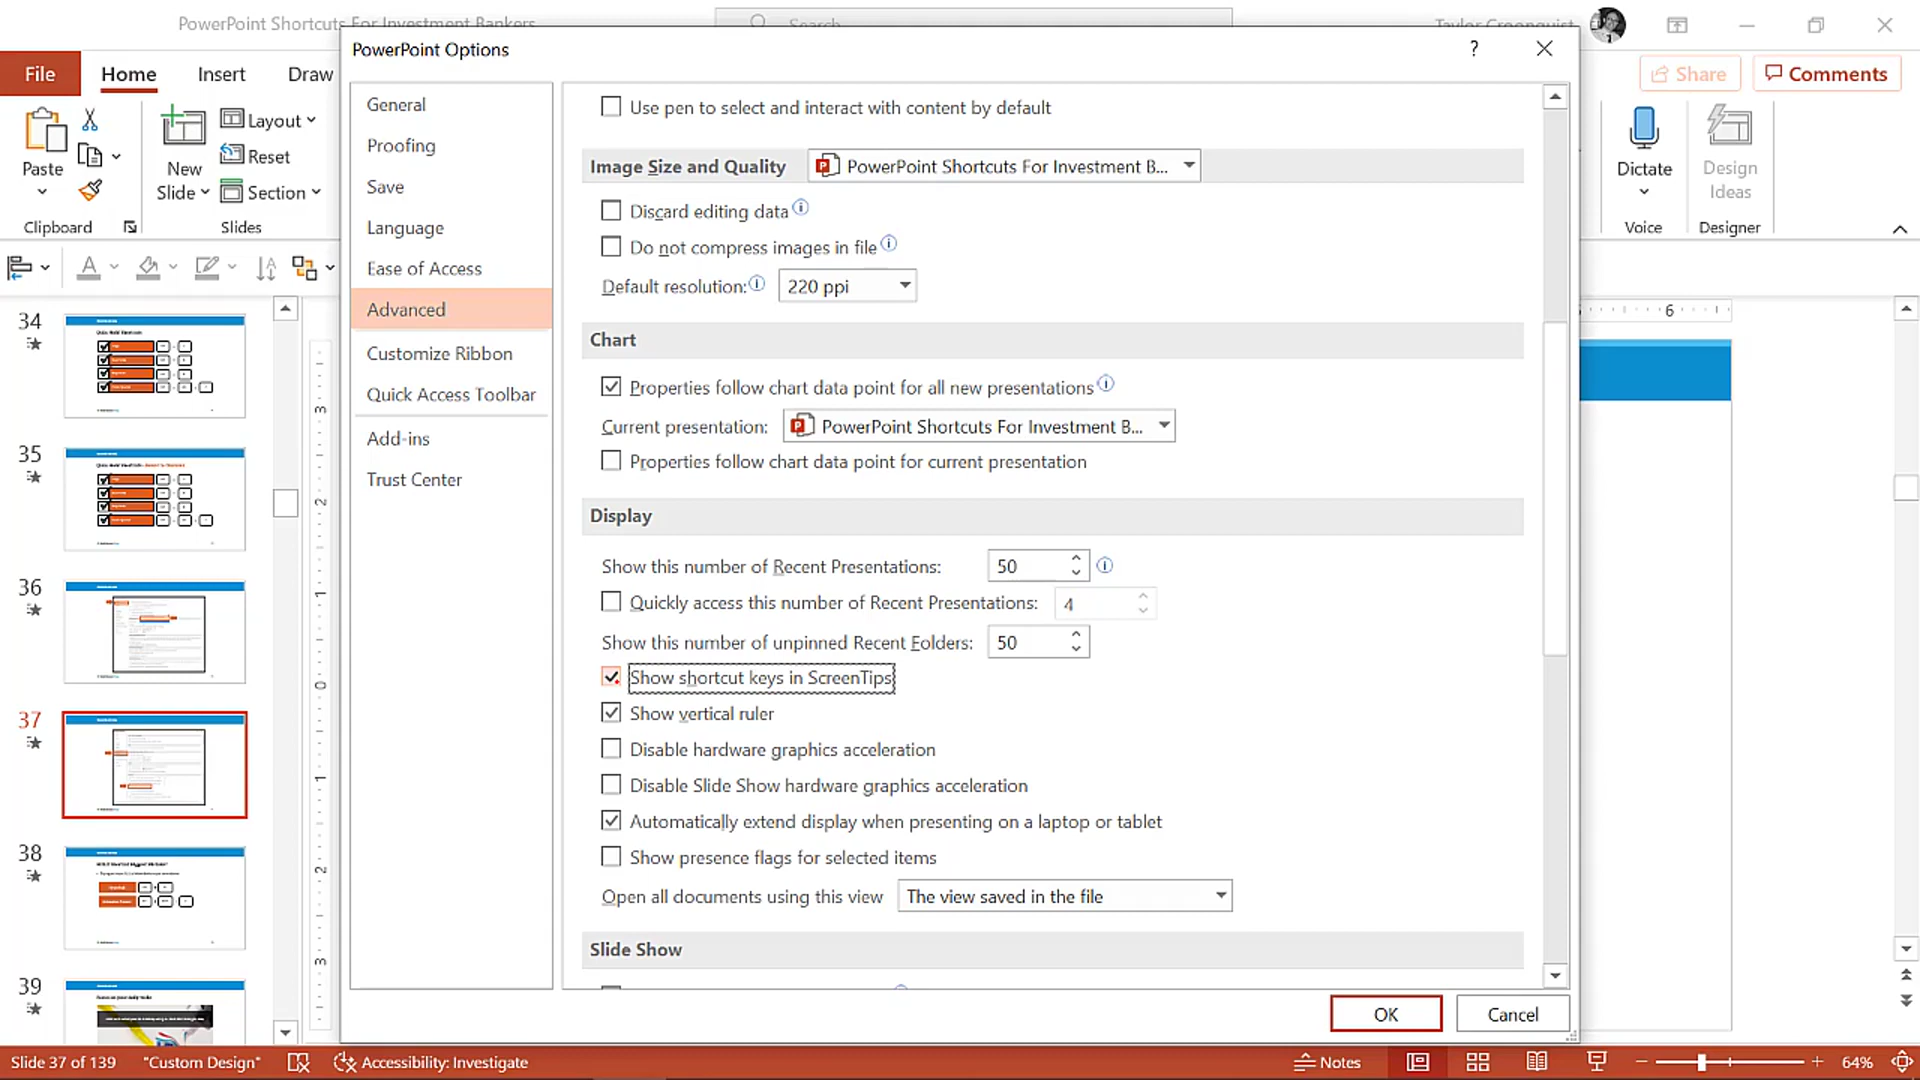 PowerPoint Shortcuts For Investment Bankers
Search
PowerPoint Options
?
File
Home
Insert
Draw
Share
Comments
Paste
New
Slide
Layout
Reset
Section
Clipboard
Slides
Dictate
Design
Ideas
Voice
Designer
General
Proofing
Save
Language
Ease of Access
Advanced
Customize Ribbon
Quick Access Toolbar
Add-ins
Trust Center
Use pen to select and interact with content by default
Image Size and Quality
PowerPoint Shortcuts For Investment B...
Discard editing data
Do not compress images in file
Default resolution:
220 ppi
Chart
Properties follow chart data point for all new presentations
Current presentation:
PowerPoint Shortcuts For Investment B...
Properties follow chart data point for current presentation
Display
Show this number of Recent Presentations:
50
Quickly access this number of Recent Presentations:
4
Show this number of unpinned Recent Folders:
50
Show shortcut keys in ScreenTips
Show vertical ruler
Disable hardware graphics acceleration
Disable Slide Show hardware graphics acceleration
Automatically extend display when presenting on a laptop or tablet
Show presence flags for selected items
Open all documents using this view
The view saved in the file
Slide Show
OK
Cancel
34
35
36
37
38
39
3
2
1
0
1
2
3
6
Slide 37 of 139
"Custom Design"
Accessibility: Investigate
Notes
64%